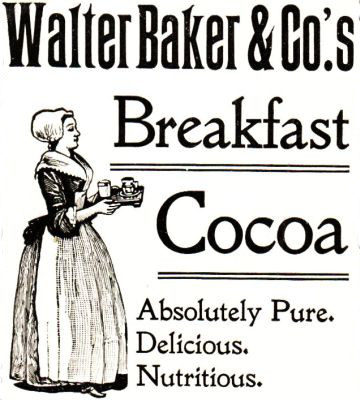 Walter Baker & Co.'s
Breakfast
Cocoa
Absolutely Pure.
Delicious.
Nutritious.